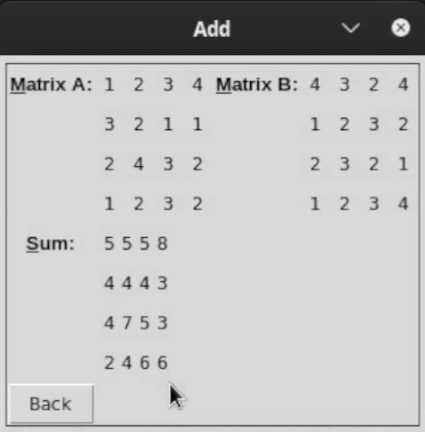 Add
Matrix A: 1 2 3 4 Matrix B: 4 3 2 4
3 2 1 1 1 2 3 2
2 4 3 2 2 3 2 1
1 2 3 2 1 2 3 4
Sum: 5 5 5 8
4 4 4 3
4 7 5 3
2 4 6 6
Back